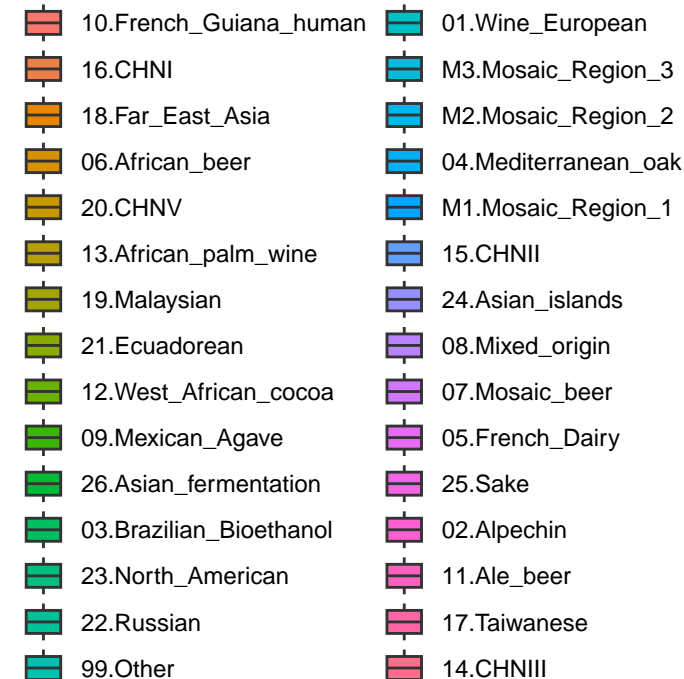 10.French_Guiana_human
16.CHNI
18.Far_East_Asia
06.African_beer
20.CHNV
13.African_palm_wine
19.Malaysian
21.Ecuadorean
12.West_African_cocoa
09.Mexican_Agave
26.Asian_fermentation
03.Brazilian_Bioethanol
23.North_American
22.Russian
99.Other
01.Wine_European
M3.Mosaic_Region_3
M2.Mosaic_Region_2
04.Mediterranean_oak
M1.Mosaic_Region_1
15.CHNII
24.Asian_islands
08.Mixed_origin
07.Mosaic_beer
05.French_Dairy
25.Sake
02.Alpechin
11.Ale_beer
17.Taiwanese
14.CHNIII